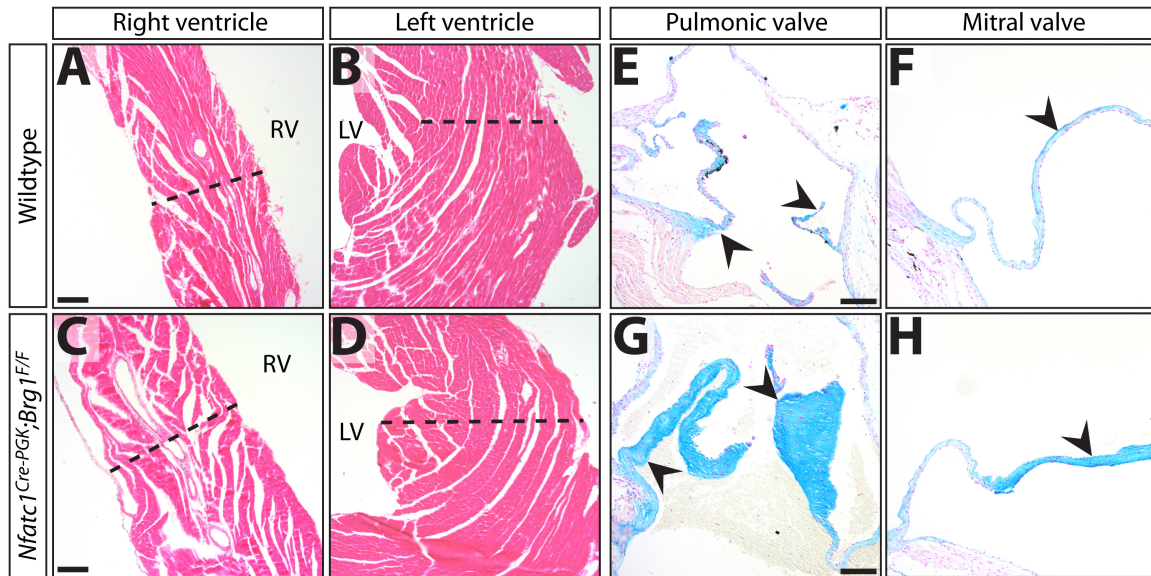 Right ventricle
Left ventricle
Pulmonic valve
Mitral valve
Wildtype
A
RV
B
LV
E
F
Nfatc1Cre-PGK;Brg1F/F
C
RV
D
LV
G
H